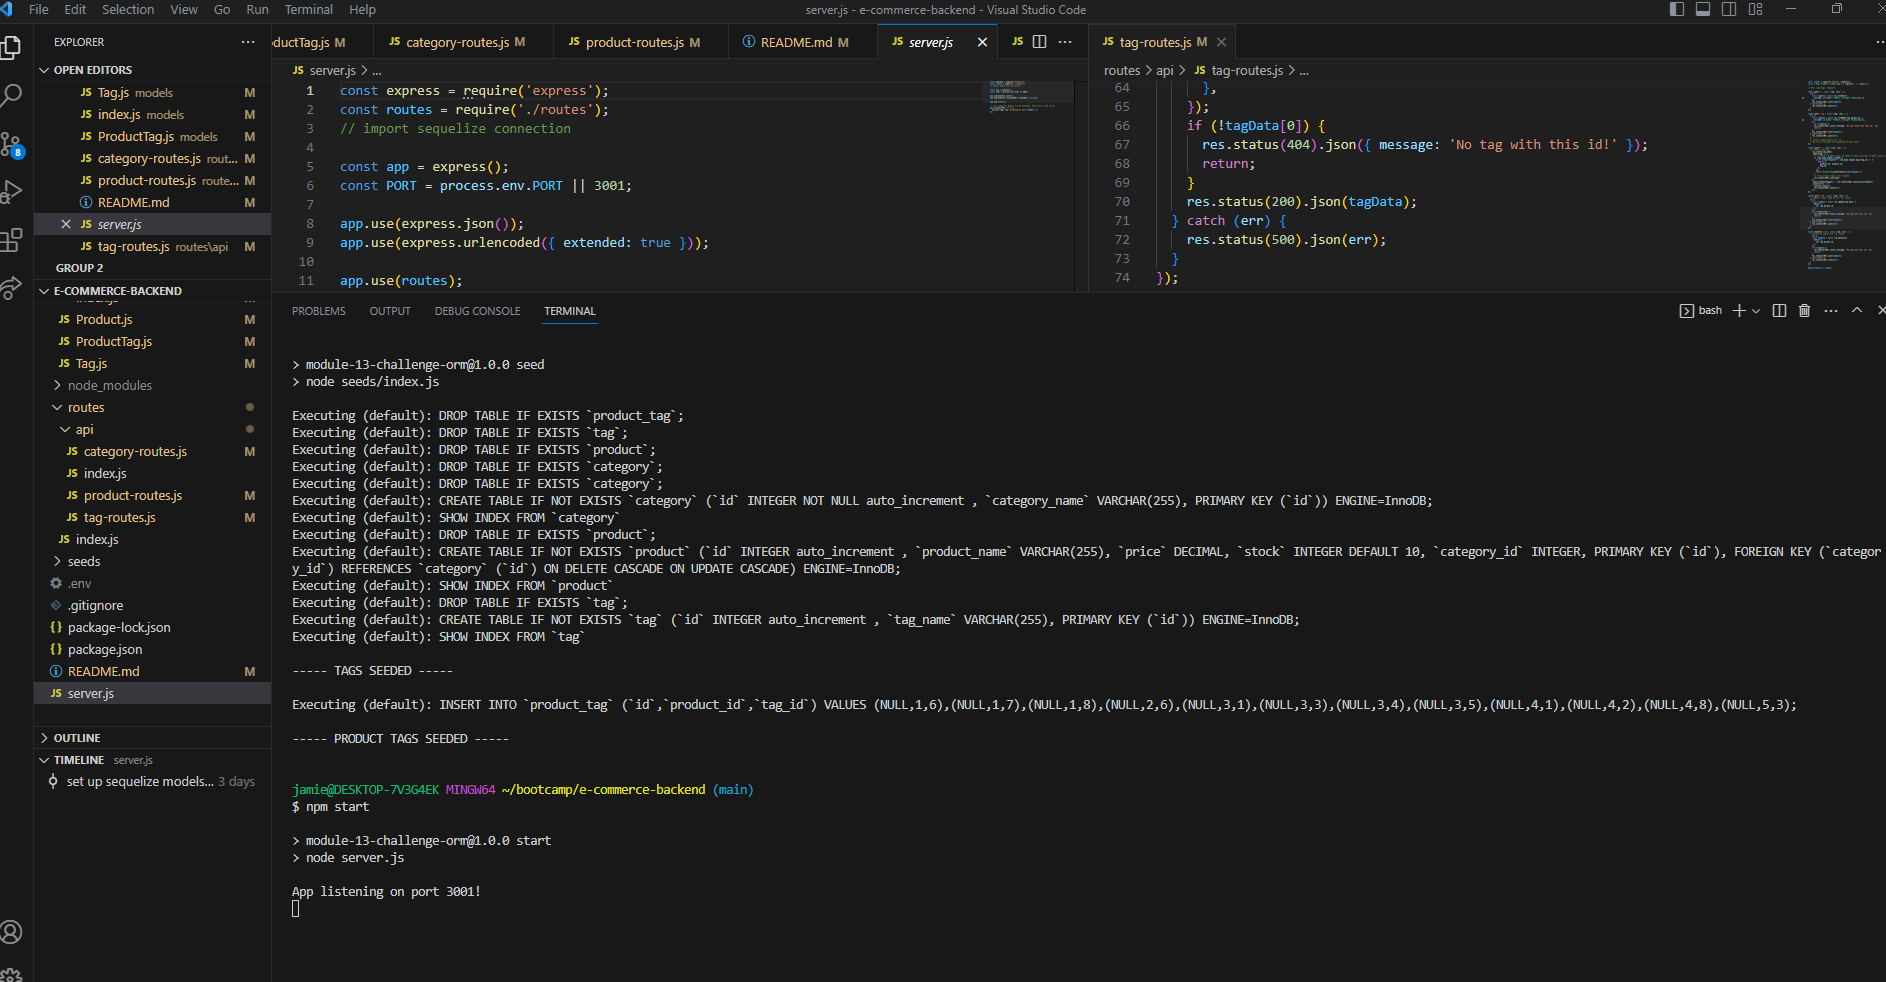 File Edit Selection View Go Run Terminal Help
server.js - e-commerce-backend - Visual Studio Code
EXPLORER
OPEN EDITORS
Tag.js models M
index.js models M
ProductTag.js models M
category-routes.js rout... M
product-routes.js route... M
README.md M
server.js
tag-routes.js routes\api M
GROUP 2
E-COMMERCE-BACKEND
index.js
Product.js M
ProductTag.js M
Tag.js M
node_modules
routes
api
category-routes.js M
index.js
product-routes.js M
tag-routes.js M
index.js
seeds
.env
.gitignore
package-lock.json
package.json
README.md M
server.js
OUTLINE
TIMELINE server.js
set up sequelize models... 3 days
8
ductTag.js M
JS category-routes.js M
JS product-routes.js M
README.md M
JS server.js
JS
JS tag-routes.js M
JS server.js > ...
1 const express = require('express');
2 const routes = require('./routes');
3 // import sequelize connection
4
5 const app = express();
6 const PORT = process.env.PORT || 3001;
7
8 app.use(express.json());
9 app.use(express.urlencoded({ extended: true }));
10
11 app.use(routes);
routes > api > JS tag-routes.js > ...
64 },
65 });
66 if (!tagData[0]) {
67 res.status(404).json({ message: 'No tag with this id!' });
68 return;
69 }
70 res.status(200).json(tagData);
71 } catch (err) {
72 res.status(500).json(err);
73 }
74 });
PROBLEMS OUTPUT DEBUG CONSOLE TERMINAL
bash
> module-13-challenge-orm@1.0.0 seed
> node seeds/index.js
Executing (default): DROP TABLE IF EXISTS `product_tag`;
Executing (default): DROP TABLE IF EXISTS `tag`;
Executing (default): DROP TABLE IF EXISTS `product`;
Executing (default): DROP TABLE IF EXISTS `category`;
Executing (default): DROP TABLE IF EXISTS `category`;
Executing (default): CREATE TABLE IF NOT EXISTS `category` (`id` INTEGER NOT NULL auto_increment , `category_name` VARCHAR(255), PRIMARY KEY (`id`)) ENGINE=InnoDB;
Executing (default): SHOW INDEX FROM `category`
Executing (default): DROP TABLE IF EXISTS `product`;
Executing (default): CREATE TABLE IF NOT EXISTS `product` (`id` INTEGER auto_increment , `product_name` VARCHAR(255), `price` DECIMAL, `stock` INTEGER DEFAULT 10, `category_id` INTEGER, PRIMARY KEY (`id`), FOREIGN KEY (`categor
y_id`) REFERENCES `category` (`id`) ON DELETE CASCADE ON UPDATE CASCADE) ENGINE=InnoDB;
Executing (default): SHOW INDEX FROM `product`
Executing (default): DROP TABLE IF EXISTS `tag`;
Executing (default): CREATE TABLE IF NOT EXISTS `tag` (`id` INTEGER auto_increment , `tag_name` VARCHAR(255), PRIMARY KEY (`id`)) ENGINE=InnoDB;
Executing (default): SHOW INDEX FROM `tag`
----- TAGS SEEDED -----
Executing (default): INSERT INTO `product_tag` (`id`,`product_id`,`tag_id`) VALUES (NULL,1,6),(NULL,1,7),(NULL,1,8),(NULL,2,6),(NULL,3,1),(NULL,3,3),(NULL,3,4),(NULL,3,5),(NULL,4,1),(NULL,4,2),(NULL,4,8),(NULL,5,3);
----- PRODUCT TAGS SEEDED -----
jamie@DESKTOP-7V3G4EK MINGW64 ~/bootcamp/e-commerce-backend (main)
$ npm start
> module-13-challenge-orm@1.0.0 start
> node server.js
App listening on port 3001!